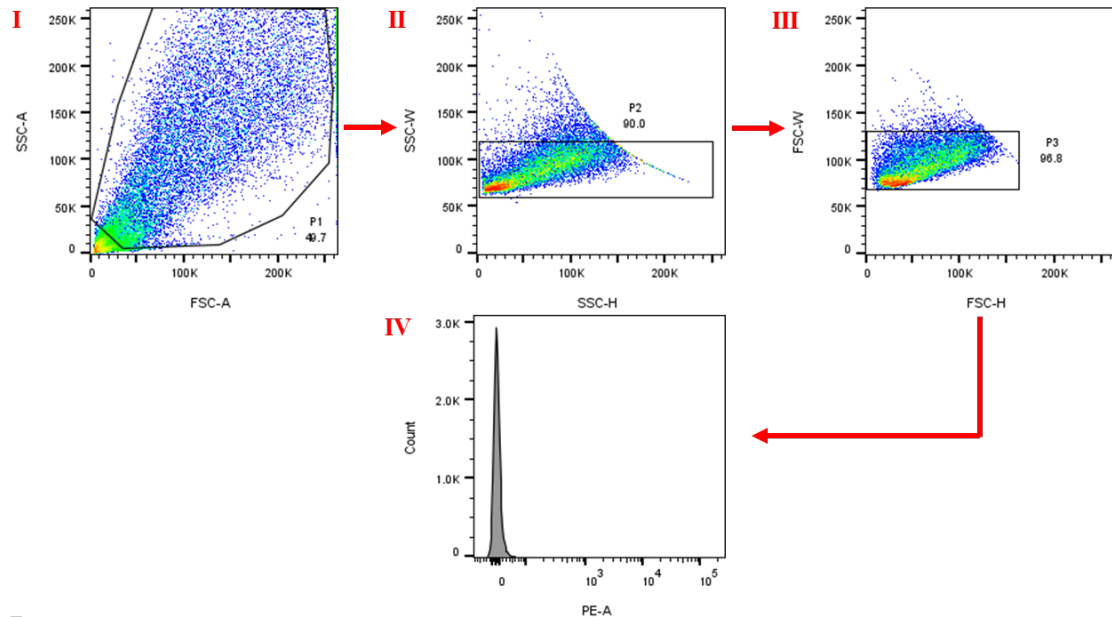 I
SSC-A
250K
200K
150K
100K
50K
0
P1
49.7
0
100K
200K
FSC-A
II
SSC-W
250K
200K
150K
100K
50K
0
P2
90.0
0
100K
200K
SSC-H
III
FSC-W
250K
200K
150K
100K
50K
0
P3
96.8
0
100K
200K
FSC-H
IV
Count
3.0K
2.0K
1.0K
0
0
10^3
10^4
10^5
PE-A